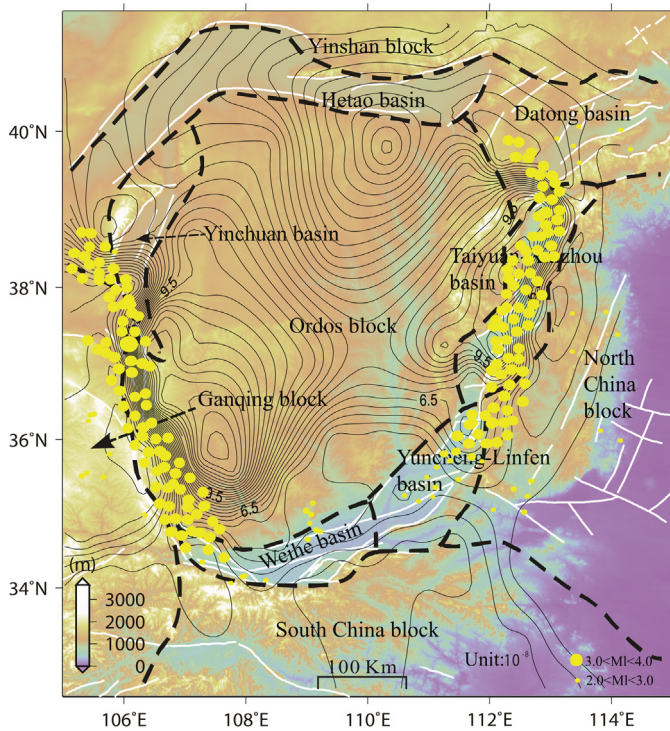 Yinshan block
Hetao basin
Datong basin
40°N
9.5
Yinchuan basin
Taiyuan
zhou
basin
38°N
9.5
Ordos block
9.5
North
China
block
6.5
Ganqing block
36°N
Yuncheng-Linfen
basin
9.5
6.5
Weihe basin
(m)
34°N
3000
2000
1000
0
South China block
Unit:10⁻⁸
3.0<Ml<4.0
2.0<Ml<3.0
100 Km
106°E
108°E
110°E
112°E
114°E